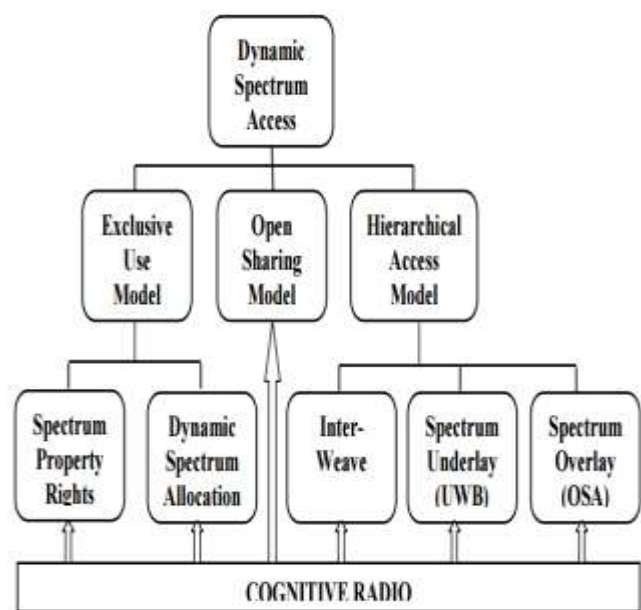 Dynamic
Spectrum
Access
Exclusive
Use
Model
Open
Sharing
Model
Hierarchical
Access
Model
Spectrum
Property
Rights
Dynamic
Spectrum
Allocation
Inter-
Weave
Spectrum
Underlay
(UWB)
Spectrum
Overlay
(OSA)
COGNITIVE RADIO